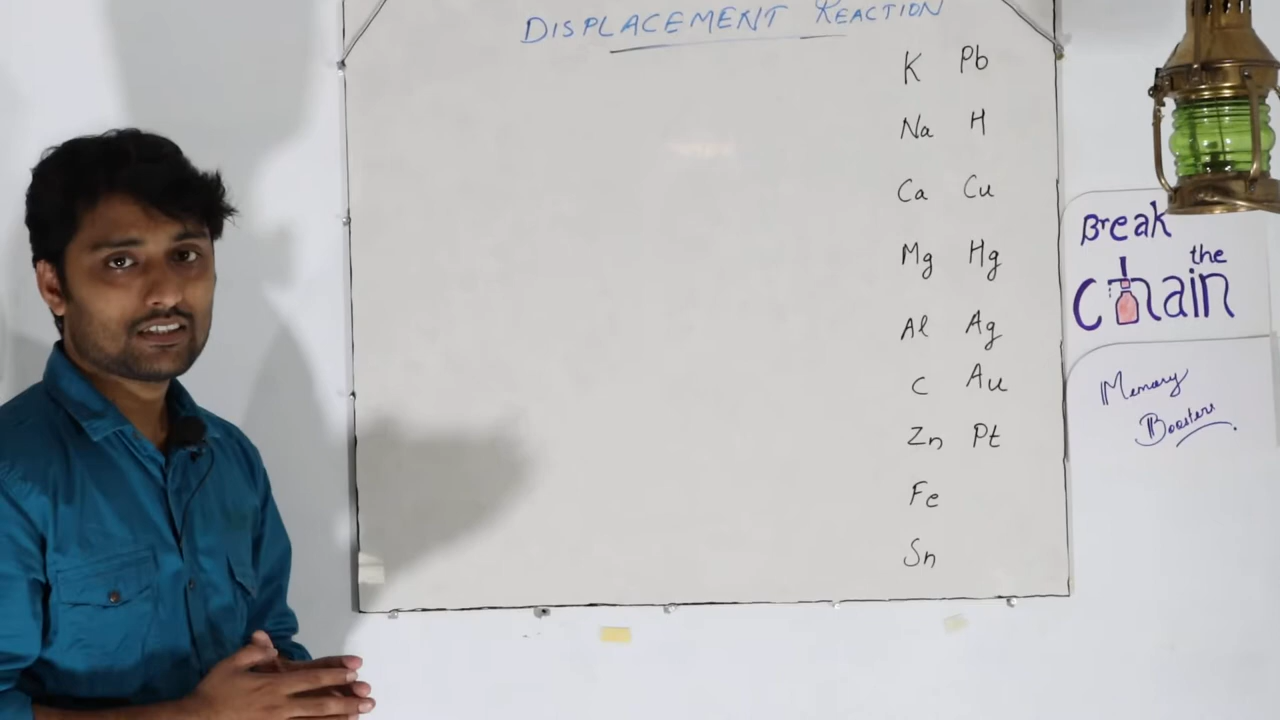 DISPLACEMENT REACTION
K Pb
Na H
Ca Cu
Mg Hg
Al Ag
C Au
Zn Pt
Fe
Sn
Break
the
Chain
Memory
Boosters